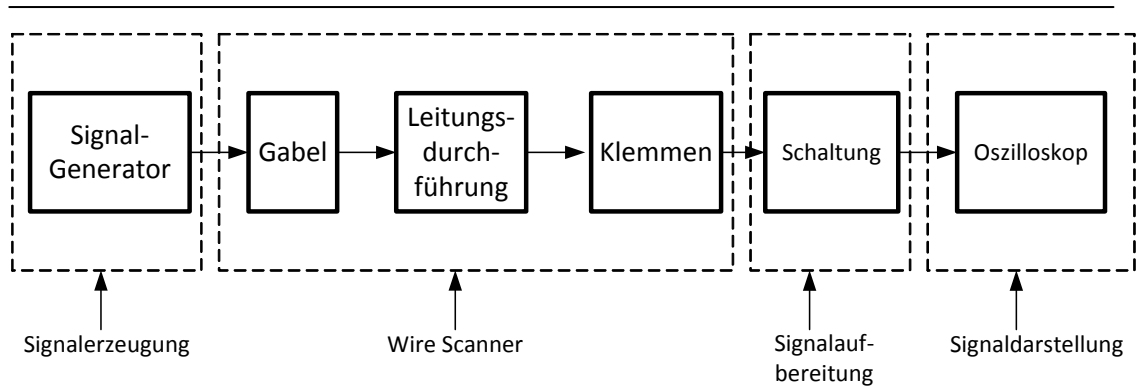 Signal-
Generator
Gabel
Leitungs-
durch-
führung
Klemmen
Schaltung
Oszilloskop
Signalerzeugung
Wire Scanner
Signalauf-
bereitung
Signaldarstellung